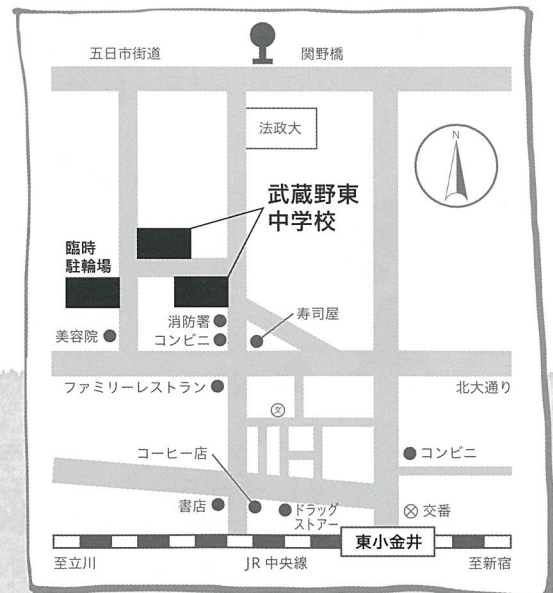 五日市街道
関野橋
法政大
N
武蔵野東
中学校
臨時
駐輪場
消防署
寿司屋
美容院
コンビニ
ファミリーレストラン
北大通り
文
コーヒー店
コンビニ
書店
ドラッグ
ストアー
交番
東小金井
至立川
JR 中央線
至新宿